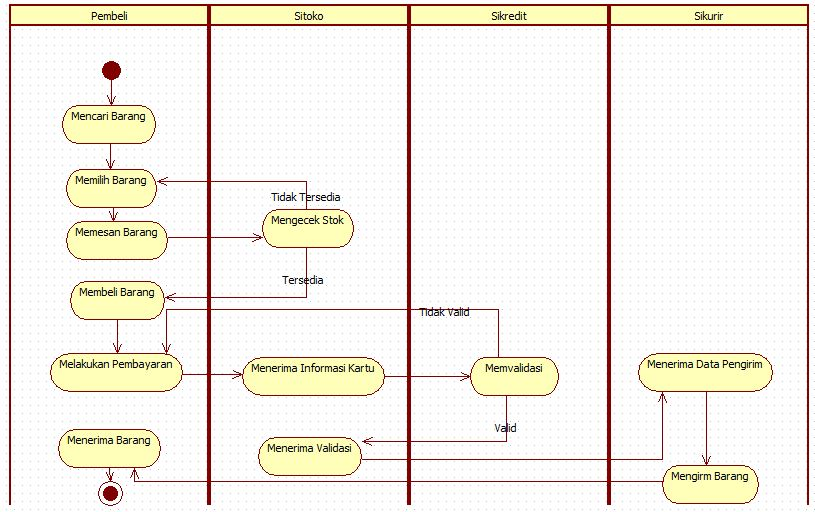 Pembeli
Sitoko
Sikredit
Sikurir
Mencari Barang
Memilih Barang
Tidak Tersedia
Mengecek Stok
Memesan Barang
Tersedia
Membeli Barang
Tidak Valid
Melakukan Pembayaran
Menerima Informasi Kartu
Memvalidasi
Menerima Data Pengirim
Valid
Menerima Barang
Menerima Validasi
Mengirm Barang